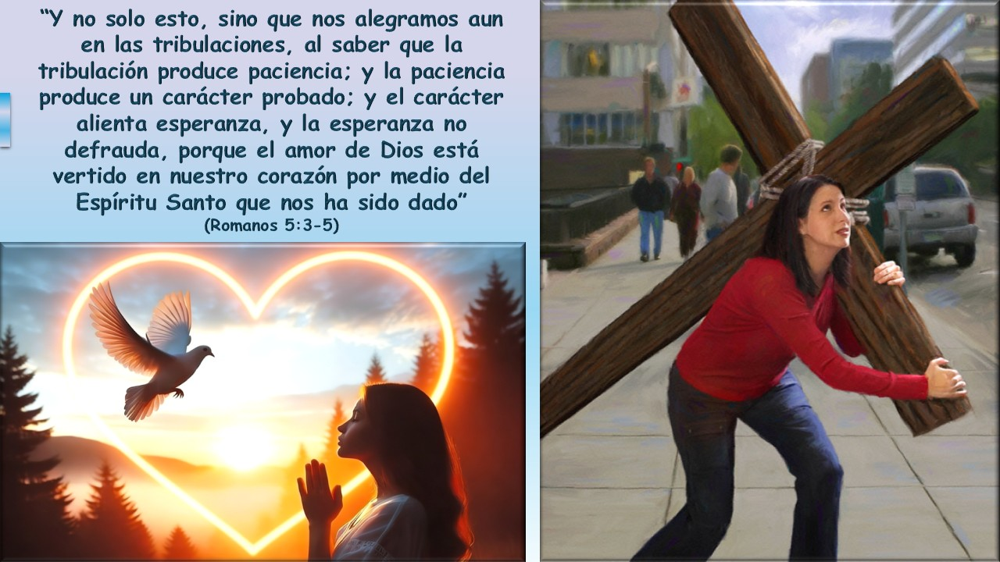 “Y no solo esto, sino que nos alegramos aun
en las tribulaciones, al saber que la
tribulación produce paciencia; y la paciencia
produce un carácter probado; y el carácter
alienta esperanza, y la esperanza no
defrauda, porque el amor de Dios está
vertido en nuestro corazón por medio del
Espíritu Santo que nos ha sido dado”
(Romanos 5:3-5)